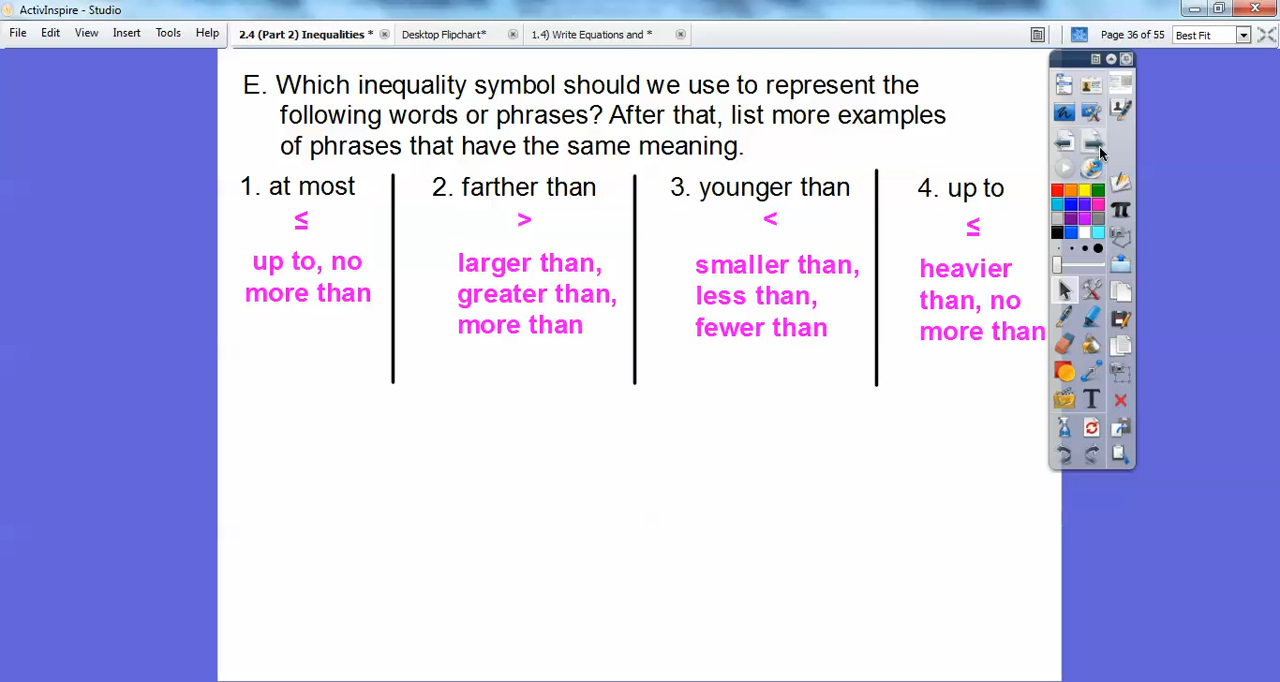 ActivInspire - Studio
File Edit View Insert Tools Help
2.4 (Part 2) Inequalities * Desktop Flipchart* 1.4) Write Equations and * Page 36 of 55 Best Fit
E. Which inequality symbol should we use to represent the
following words or phrases? After that, list more examples
of phrases that have the same meaning.
1. at most
≤
up to, no
more than
2. farther than
>
larger than,
greater than,
more than
3. younger than
<
smaller than,
less than,
fewer than
4. up to
≤
heavier
than, no
more than